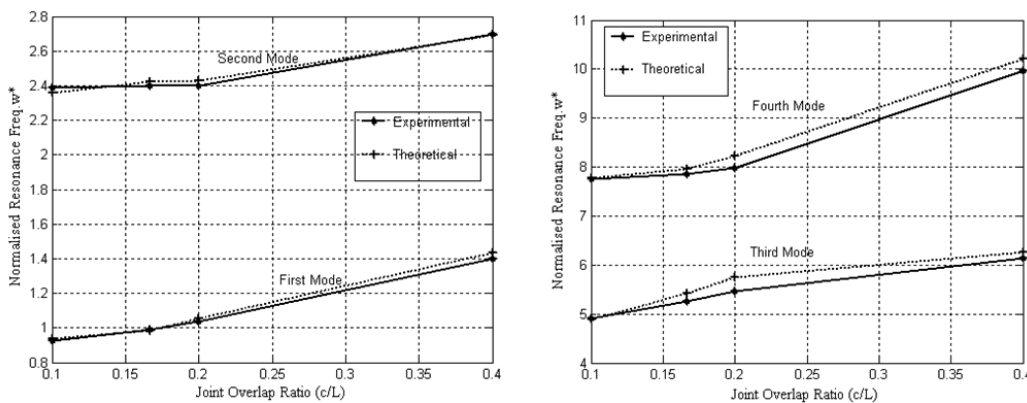 Normalised Resonance Freq.w*
2.8
2.6
2.4
2.2
2
1.8
1.6
1.4
1.2
1
0.8
Second Mode
Experimental
Theoretical
First Mode
0.1
0.15
0.2
0.25
0.3
0.35
0.4
Joint Overlap Ratio (c/L)
Normalised Resonance Freq.w*
11
10
9
8
7
6
5
4
Experimental
Theoretical
Fourth Mode
Third Mode
0.1
0.15
0.2
0.25
0.3
0.35
0.4
Joint Overlap Ratio (c/L)